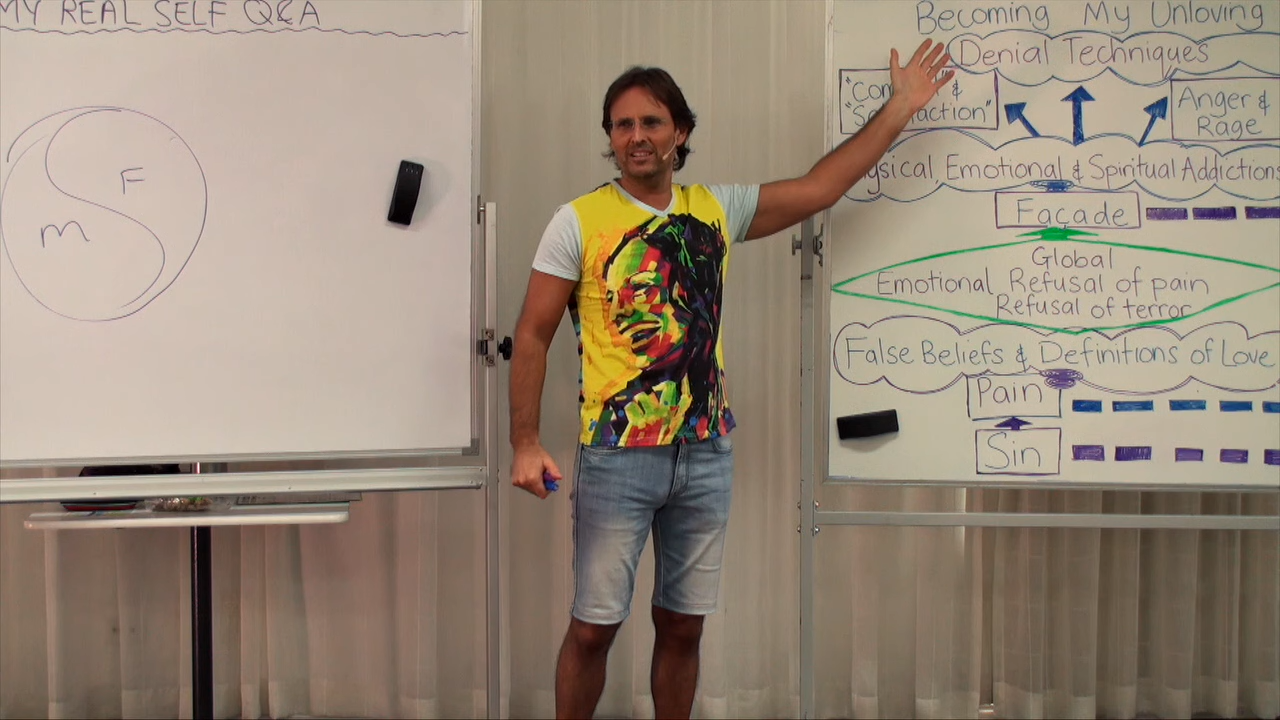 MY REAL SELF Q&A
F
M
Becoming My Unloving
Denial Techniques
&
Anger &
Rage
Emotional & Spiritual Addictions
Façade
Global
Emotional Refusal of pain
Refusal of terror
False Beliefs & Definitions of Love
Pain
Sin